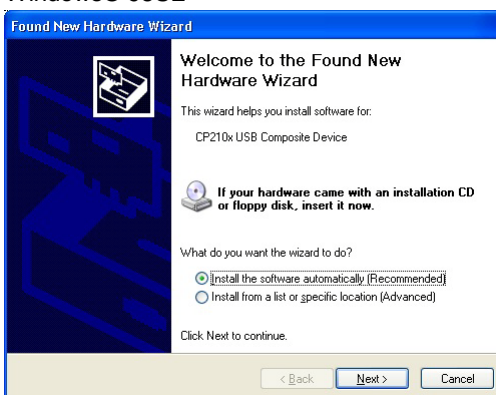 Found New Hardware Wizard
Welcome to the Found New
Hardware Wizard
This wizard helps you install software for:
CP210x USB Composite Device
If your hardware came with an installation CD
or floppy disk, insert it now.
What do you want the wizard to do?
Install the software automatically (Recommended)
Install from a list or specific location (Advanced)
Click Next to continue.
< Back Next > Cancel